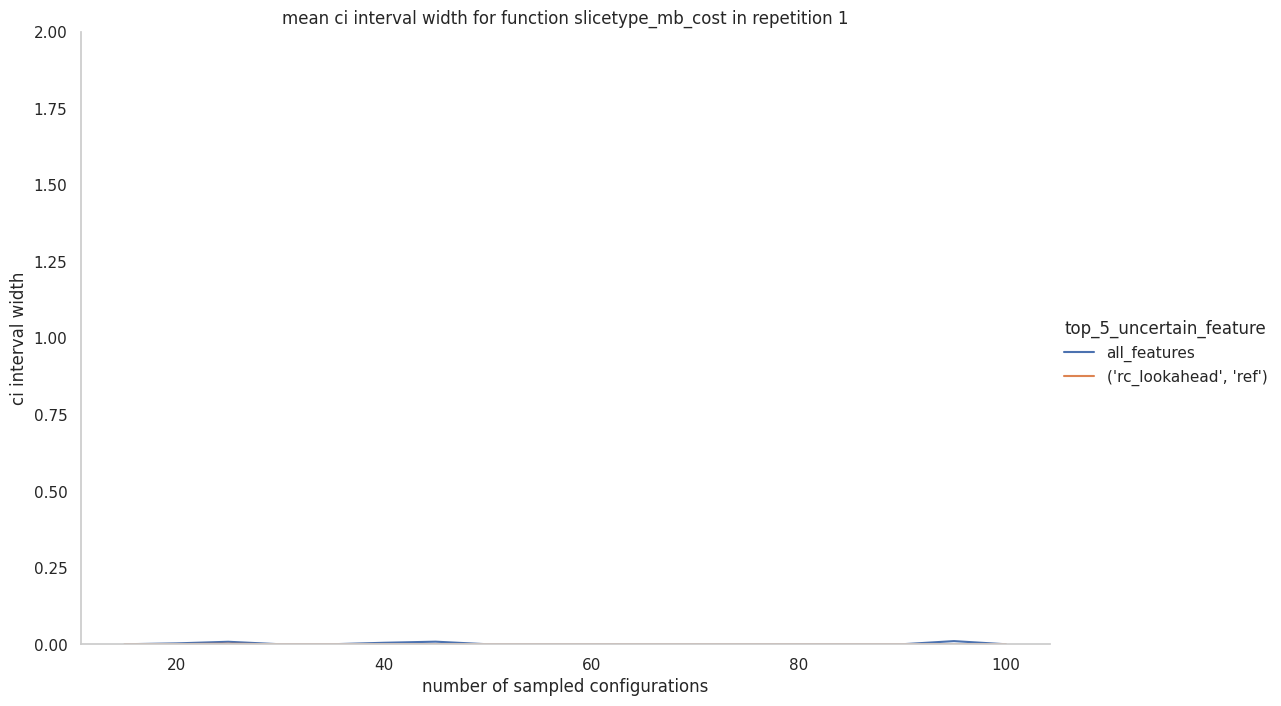 mean ci interval width for function slicetype_mb_cost in repetition 1
2.00
1.75
1.50
1.25
1.00
0.75
0.50
0.25
0.00
ci interval width
20
40
60
80
100
number of sampled configurations
top_5_uncertain_feature
all_features
('rc_lookahead', 'ref')